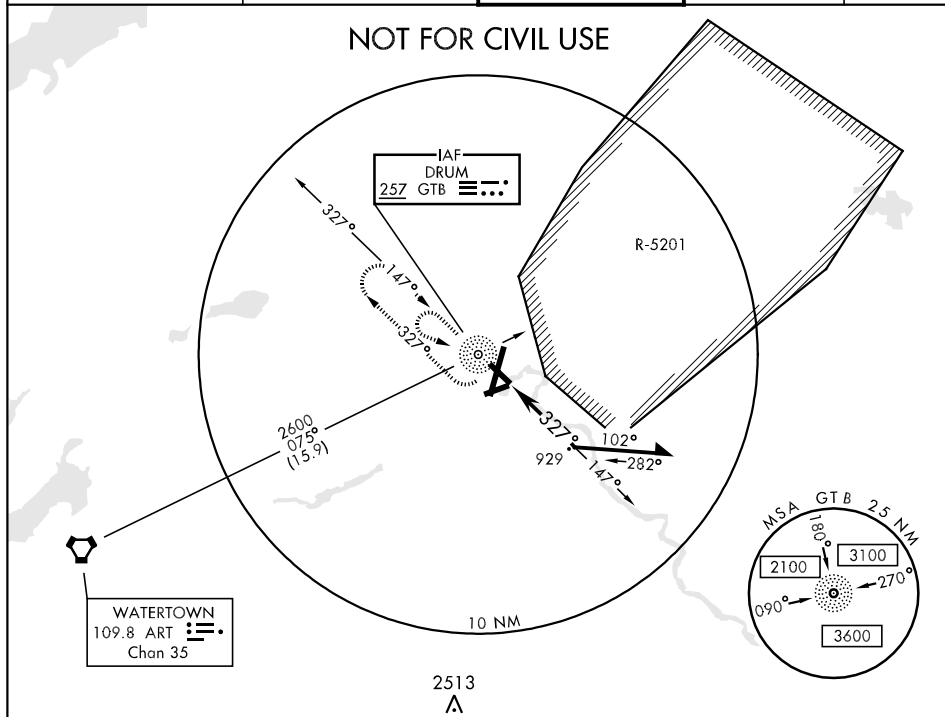 NOT FOR CIVIL USE
IAF
DRUM
257 GTB
327°
147°
327°
R-5201
2600
075°
(15.9)
327°
102°
929
282°
147°
MSA GTB 25 NM
180°
2100
3100
270°
090°
3600
WATERTOWN
109.8 ART
Chan 35
10 NM
2513